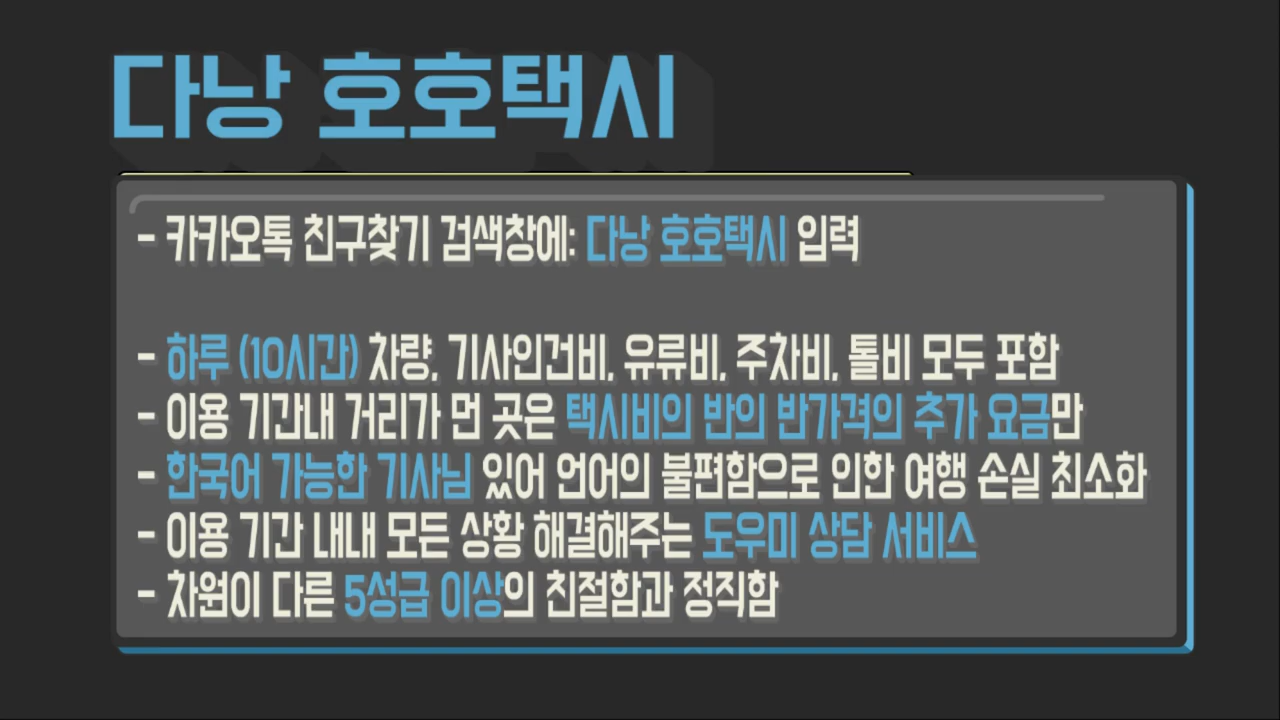 다낭 호호택시
- 카카오톡 친구찾기 검색창에: 다낭 호호택시 입력
- 하루 (10시간) 차량, 기사인건비, 유류비, 주차비, 톨비 모두 포함
- 이용 기간내 거리가 먼 곳은 택시비의 반의 반가격의 추가 요금만
- 한국어 가능한 기사님 있어 언어의 불편함으로 인한 여행 손실 최소화
- 이용 기간 내내 모든 상황 해결해주는 도우미 상담 서비스
- 차원이 다른 5성급 이상의 친절함과 정직함